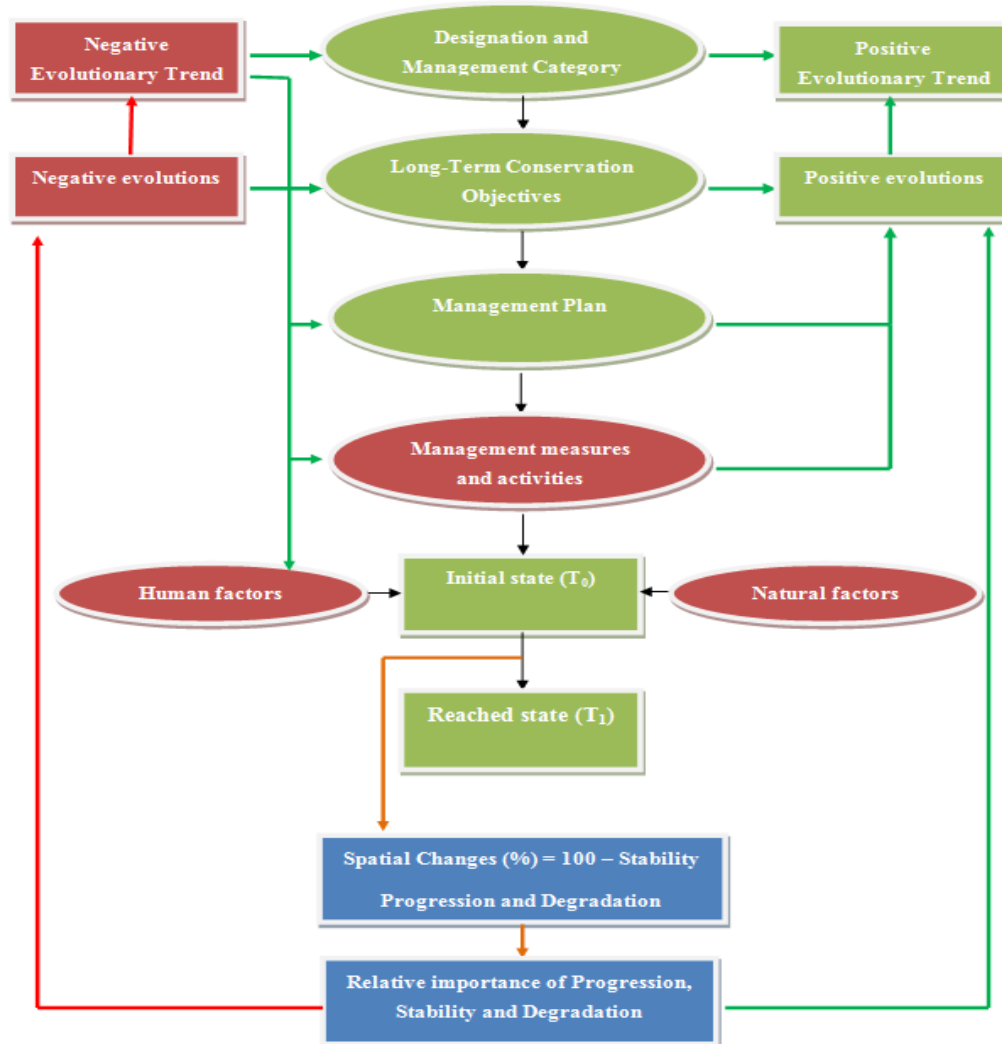 Negative
Evolutionary Trend
Designation and
Management Category
Positive
Evolutionary Trend
Negative evolutions
Long-Term Conservation
Objectives
Positive evolutions
Management Plan
Management measures
and activities
Human factors
Initial state (T₀)
Natural factors
Reached state (T₁)
Spatial Changes (%) = 100 – Stability
Progression and Degradation
Relative importance of Progression,
Stability and Degradation